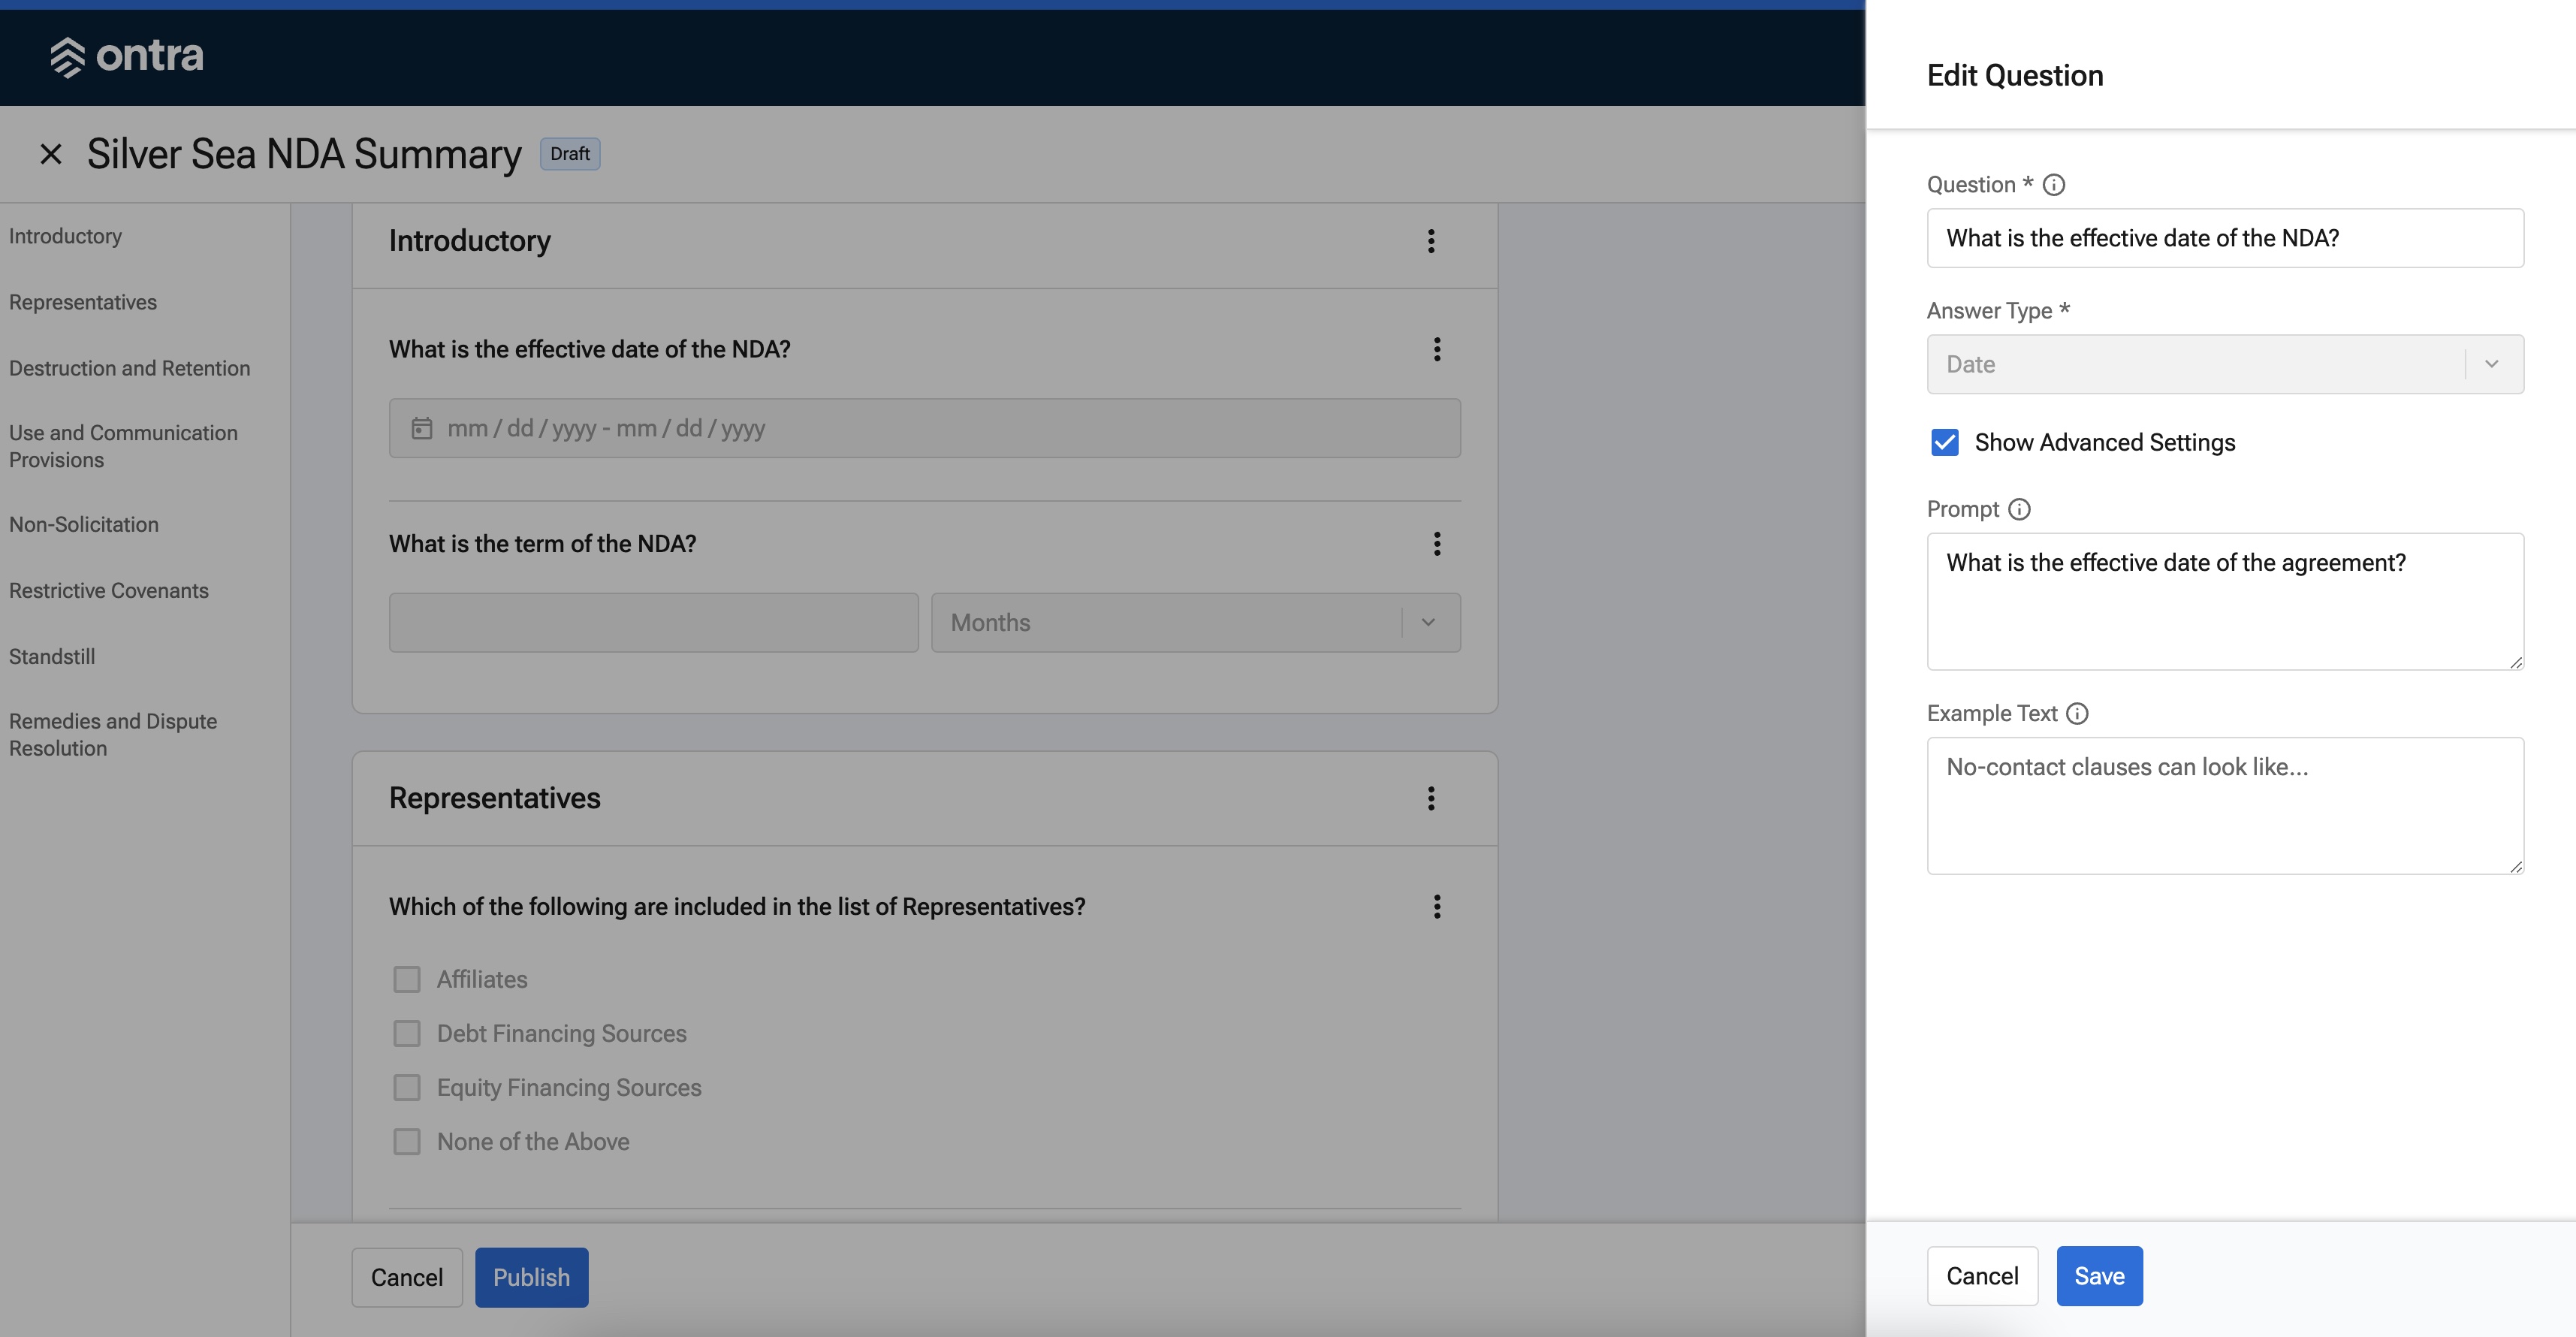 ontra
Silver Sea NDA Summary
Draft
Introductory
Representatives
Destruction and Retention
Use and Communication
Provisions
Non-Solicitation
Restrictive Covenants
Standstill
Remedies and Dispute
Resolution
Introductory
What is the effective date of the NDA?
mm / dd / yyyy - mm / dd / yyyy
What is the term of the NDA?
Months
Representatives
Which of the following are included in the list of Representatives?
Affiliates
Debt Financing Sources
Equity Financing Sources
None of the Above
Cancel
Publish
Edit Question
Question *
What is the effective date of the NDA?
Answer Type *
Date
Show Advanced Settings
Prompt
What is the effective date of the agreement?
Example Text
No-contact clauses can look like...
Cancel
Save